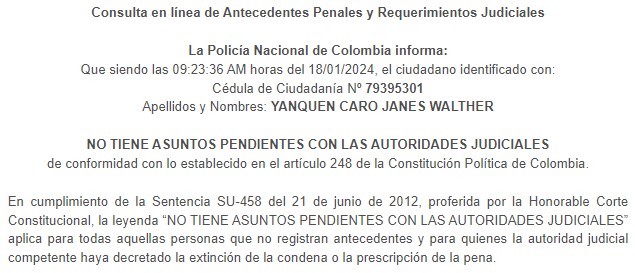 Consulta en línea de Antecedentes Penales y Requerimientos Judiciales
La Policía Nacional de Colombia informa:
Que siendo las 09:23:36 AM horas del 18/01/2024, el ciudadano identificado con:
Cédula de Ciudadanía Nº 79395301
Apellidos y Nombres: YANQUEN CARO JANES WALTHER
NO TIENE ASUNTOS PENDIENTES CON LAS AUTORIDADES JUDICIALES
de conformidad con lo establecido en el artículo 248 de la Constitución Política de Colombia.
En cumplimiento de la Sentencia SU-458 del 21 de junio de 2012, proferida por la Honorable Corte
Constitucional, la leyenda “NO TIENE ASUNTOS PENDIENTES CON LAS AUTORIDADES JUDICIALES”
aplica para todas aquellas personas que no registran antecedentes y para quienes la autoridad judicial
competente haya decretado la extinción de la condena o la prescripción de la pena.